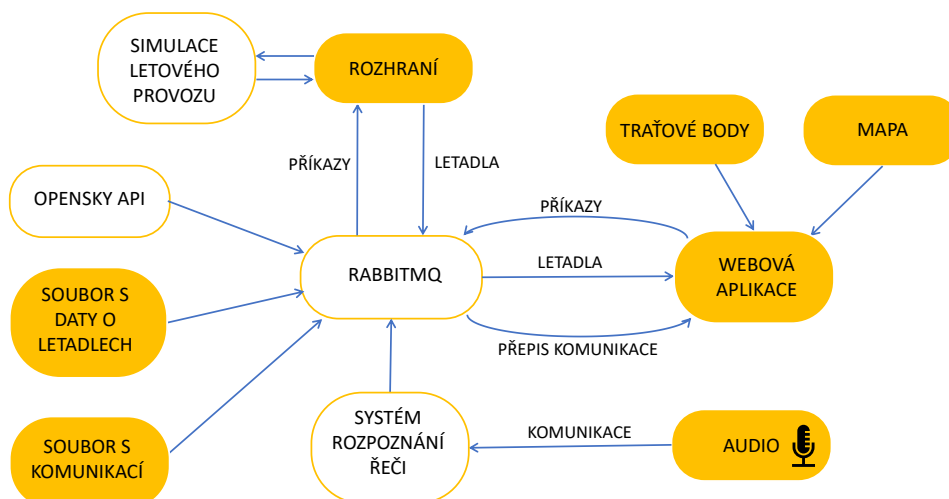 SIMULACE
LETOVÉHO
PROVOZU
ROZHRANÍ
TRAŤOVÉ BODY
MAPA
PŘÍKAZY
LETADLA
OPENSKY API
PŘÍKAZY
RABBITMQ
LETADLA
WEBOVÁ
APLIKACE
SOUBOR S
DATY O
LETADLECH
PŘEPIS KOMUNIKACE
SYSTÉM
ROZPOZNÁNÍ
ŘEČI
KOMUNIKACE
AUDIO
SOUBOR S
KOMUNIKACÍ